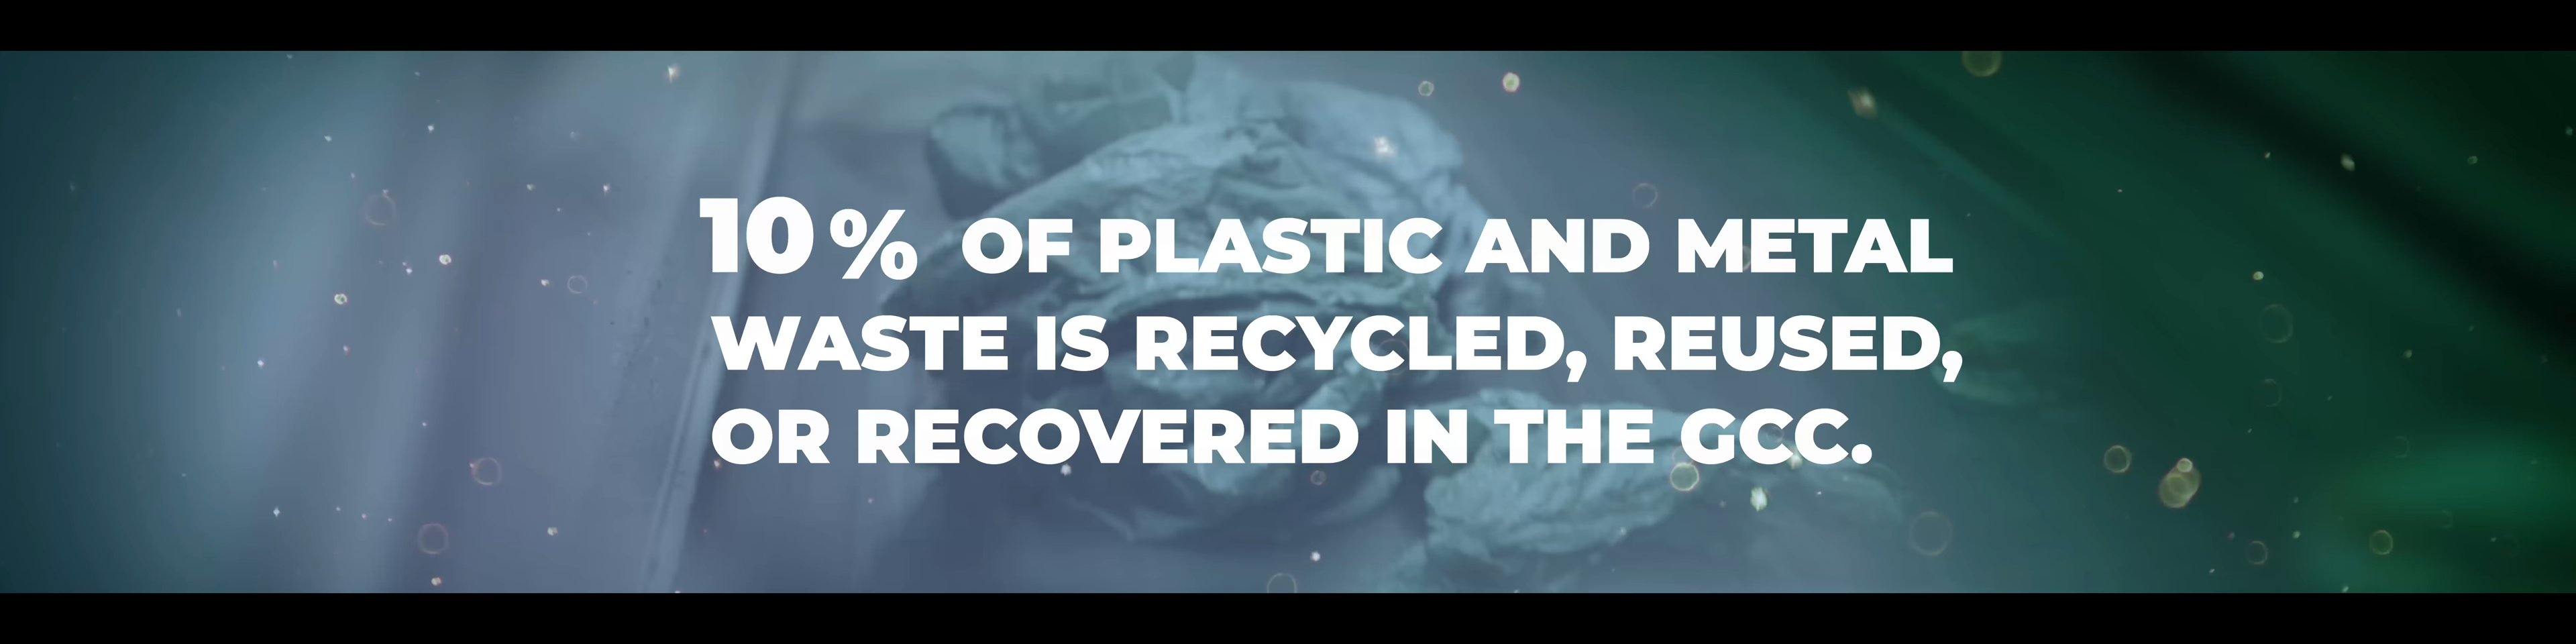 10% OF PLASTIC AND METAL
WASTE IS RECYCLED, REUSED,
OR RECOVERED IN THE GCC.